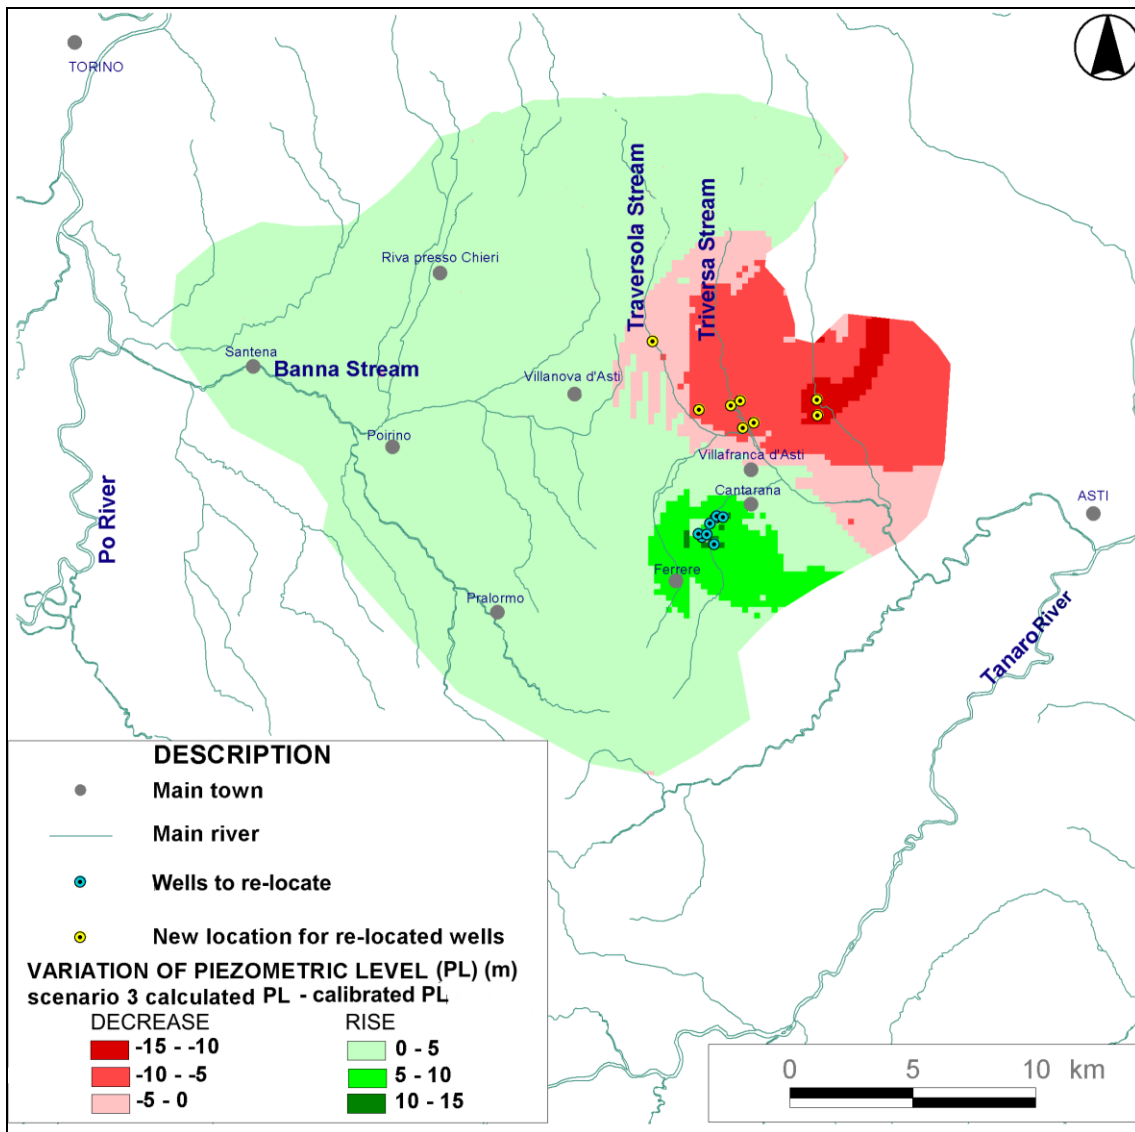 TORINO
Traversola Stream
Triversa Stream
Riva presso Chieri
Santena
Banna Stream
Villanova d'Asti
Poirino
Villafranca d'Asti
Cantarana
ASTI
Po River
Ferrere
Pralormo
Tanaro River
DESCRIPTION
Main town
Main river
Wells to re-locate
New location for re-located wells
VARIATION OF PIEZOMETRIC LEVEL (PL) (m)
scenario 3 calculated PL - calibrated PL
DECREASE RISE
-15 - -10 0 - 5
-10 - -5 5 - 10
-5 - 0 10 - 15
0 5 10 km